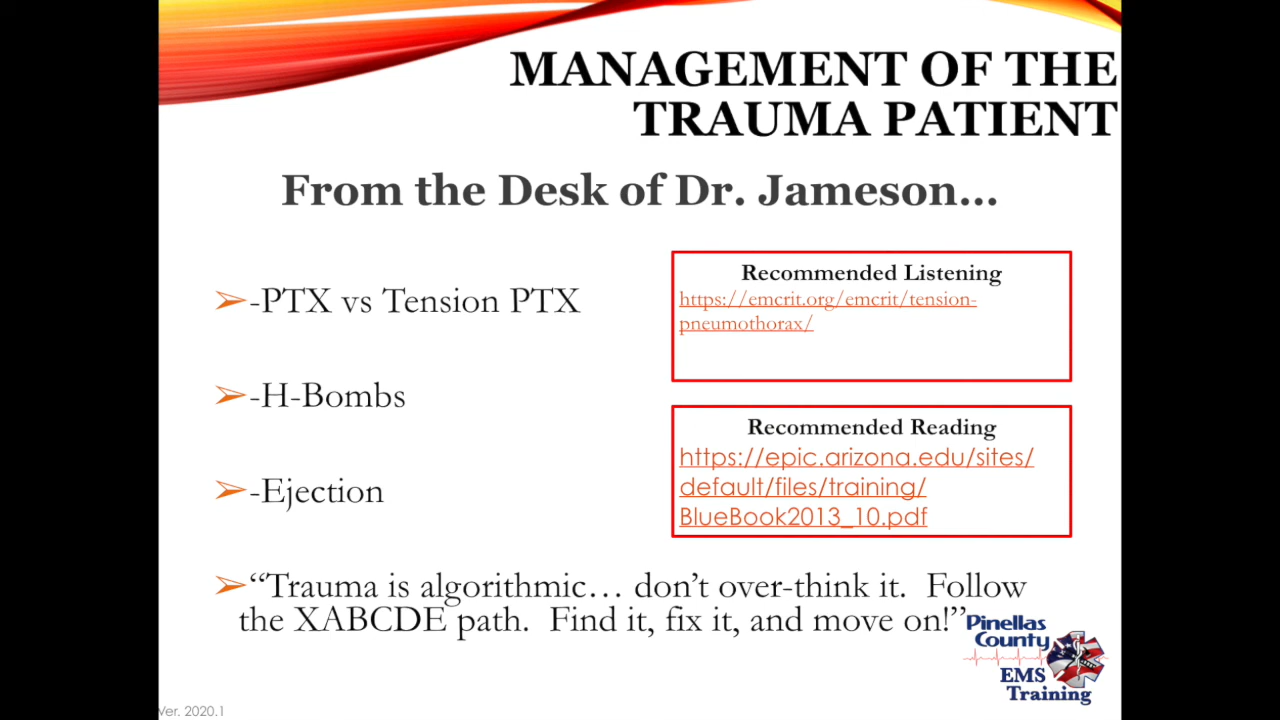 MANAGEMENT OF THE
TRAUMA PATIENT
From the Desk of Dr. Jameson...
-PTX vs Tension PTX
-H-Bombs
-Ejection
Recommended Listening
https://emcrit.org/emcrit/tension-
pneumothorax/
Recommended Reading
https://epic.arizona.edu/sites/
default/files/training/
BlueBook2013_10.pdf
“Trauma is algorithmic… don’t over-think it.  Follow
the XABCDE path.  Find it, fix it, and move on!”
Pinellas
County
EMS
Training
Ver. 2020.1